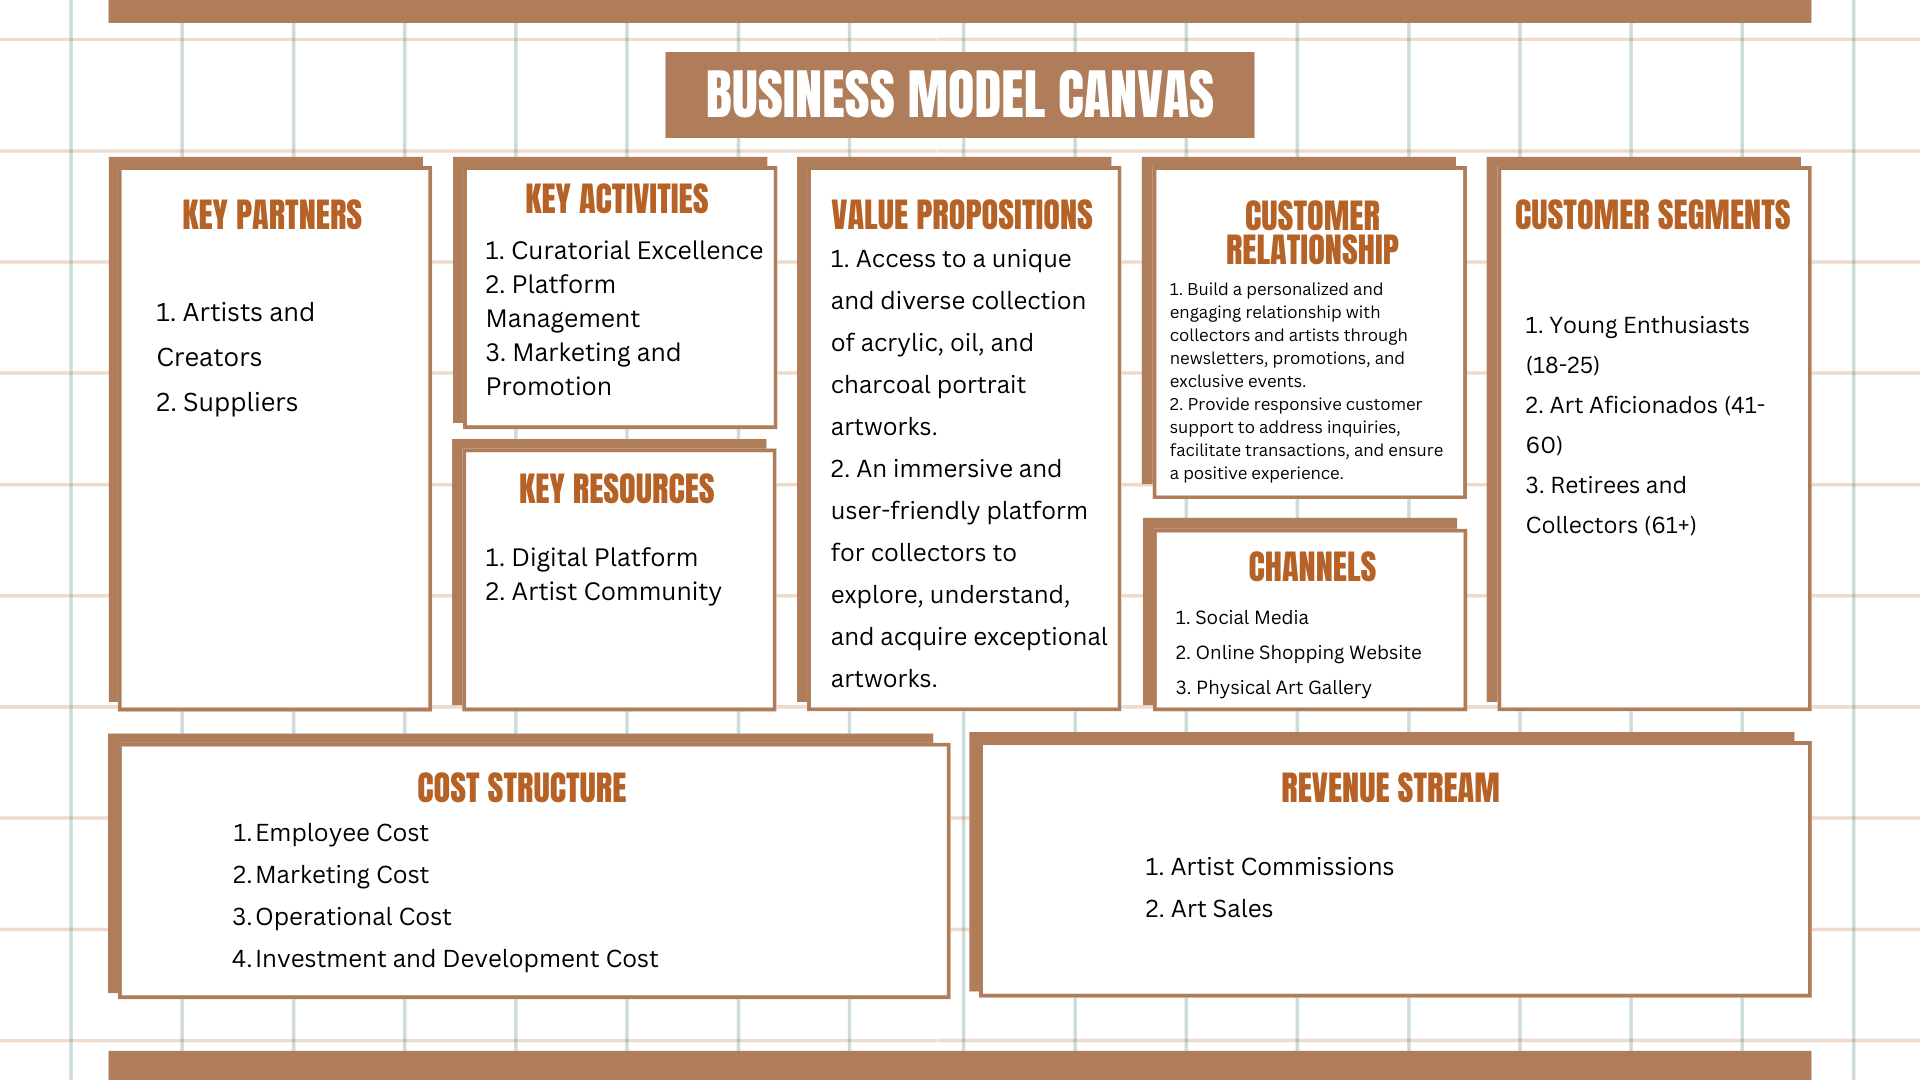 BUSINESS MODEL CANVAS
KEY PARTNERS
1. Artists and
Creators
2. Suppliers
KEY ACTIVITIES
1. Curatorial Excellence
2. Platform
Management
3. Marketing and
Promotion
KEY RESOURCES
1. Digital Platform
2. Artist Community
VALUE PROPOSITIONS
1. Access to a unique
and diverse collection
of acrylic, oil, and
charcoal portrait
artworks.
2. An immersive and
user-friendly platform
for collectors to
explore, understand,
and acquire exceptional
artworks.
CUSTOMER
RELATIONSHIP
1. Build a personalized and
engaging relationship with
collectors and artists through
newsletters, promotions, and
exclusive events.
2. Provide responsive customer
support to address inquiries,
facilitate transactions, and ensure
a positive experience.
CHANNELS
1. Social Media
2. Online Shopping Website
3. Physical Art Gallery
CUSTOMER SEGMENTS
1. Young Enthusiasts
(18-25)
2. Art Aficionados (41-
60)
3. Retirees and
Collectors (61+)
COST STRUCTURE
1. Employee Cost
2. Marketing Cost
3. Operational Cost
4. Investment and Development Cost
REVENUE STREAM
1. Artist Commissions
2. Art Sales